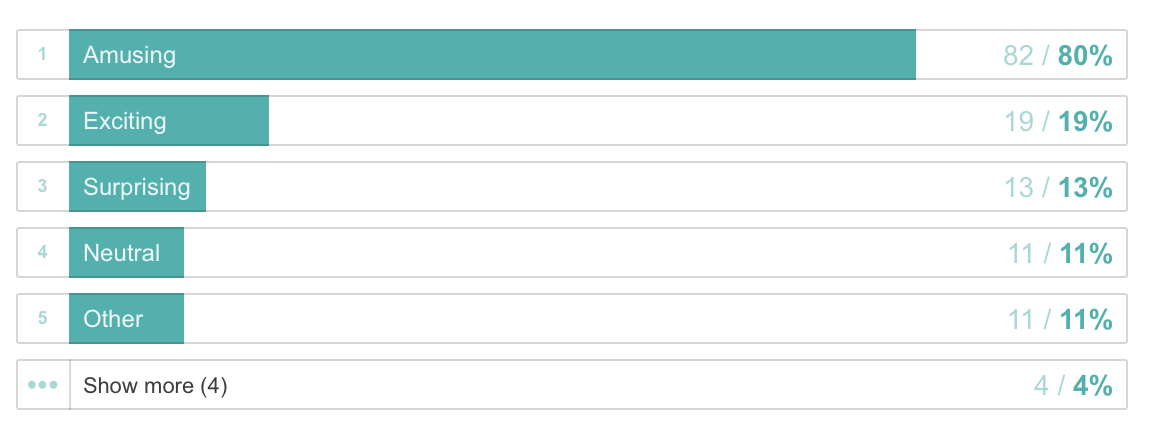 1 Amusing 82 / 80%
2 Exciting 19 / 19%
3 Surprising 13 / 13%
4 Neutral 11 / 11%
5 Other 11 / 11%
••• Show more (4) 4 / 4%